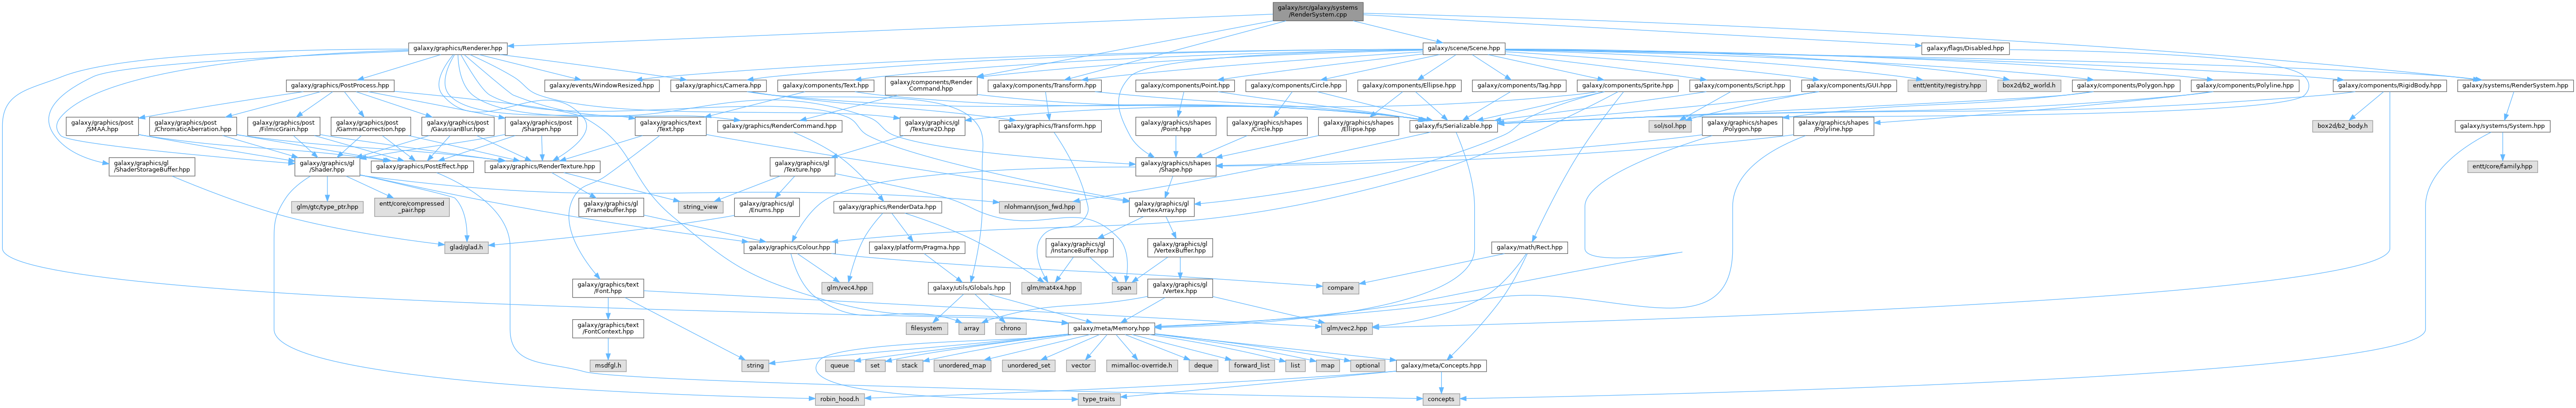 galaxy/src/galaxy/systems
/RenderSystem.cpp
galaxy/graphics/Renderer.hpp
galaxy/scene/Scene.hpp
galaxy/flags/Disabled.hpp
galaxy/graphics/PostProcess.hpp
galaxy/events/WindowResized.hpp
galaxy/graphics/Camera.hpp
galaxy/components/Text.hpp
galaxy/components/Render
Command.hpp
galaxy/components/Transform.hpp
galaxy/components/Point.hpp
galaxy/components/Circle.hpp
galaxy/components/Ellipse.hpp
galaxy/components/Tag.hpp
galaxy/components/Sprite.hpp
galaxy/components/Script.hpp
galaxy/components/GUI.hpp
entt/entity/registry.hpp
box2d/b2_world.h
galaxy/components/Polygon.hpp
galaxy/components/Polyline.hpp
galaxy/components/RigidBody.hpp
galaxy/systems/RenderSystem.hpp
galaxy/graphics/post
/SMAA.hpp
galaxy/graphics/post
/ChromaticAberration.hpp
galaxy/graphics/post
/FilmicGrain.hpp
galaxy/graphics/post
/GammaCorrection.hpp
galaxy/graphics/post
/GaussianBlur.hpp
galaxy/graphics/post
/Sharpen.hpp
galaxy/graphics/text
/Text.hpp
galaxy/graphics/RenderCommand.hpp
galaxy/graphics/gl
/Texture2D.hpp
galaxy/graphics/Transform.hpp
galaxy/graphics/shapes
/Point.hpp
galaxy/graphics/shapes
/Circle.hpp
galaxy/graphics/shapes
/Ellipse.hpp
galaxy/fs/Serializable.hpp
sol/sol.hpp
galaxy/graphics/shapes
/Polygon.hpp
galaxy/graphics/shapes
/Polyline.hpp
box2d/b2_body.h
galaxy/systems/System.hpp
galaxy/graphics/gl
/ShaderStorageBuffer.hpp
galaxy/graphics/gl
/Shader.hpp
galaxy/graphics/PostEffect.hpp
galaxy/graphics/RenderTexture.hpp
galaxy/graphics/gl
/Texture.hpp
galaxy/graphics/shapes
/Shape.hpp
entt/core/family.hpp
glm/gtc/type_ptr.hpp
entt/core/compressed
_pair.hpp
galaxy/graphics/gl
/Framebuffer.hpp
string_view
galaxy/graphics/gl
/Enums.hpp
galaxy/graphics/RenderData.hpp
nlohmann/json_fwd.hpp
galaxy/graphics/gl
/VertexArray.hpp
glad/glad.h
galaxy/graphics/Colour.hpp
galaxy/platform/Pragma.hpp
galaxy/graphics/gl
/InstanceBuffer.hpp
galaxy/graphics/gl
/VertexBuffer.hpp
galaxy/math/Rect.hpp
galaxy/graphics/text
/Font.hpp
glm/vec4.hpp
galaxy/utils/Globals.hpp
glm/mat4x4.hpp
span
galaxy/graphics/gl
/Vertex.hpp
compare
galaxy/graphics/text
/FontContext.hpp
filesystem
array
chrono
galaxy/meta/Memory.hpp
glm/vec2.hpp
msdfgl.h
string
queue
set
stack
unordered_map
unordered_set
vector
mimalloc-override.h
deque
forward_list
list
map
optional
galaxy/meta/Concepts.hpp
robin_hood.h
type_traits
concepts